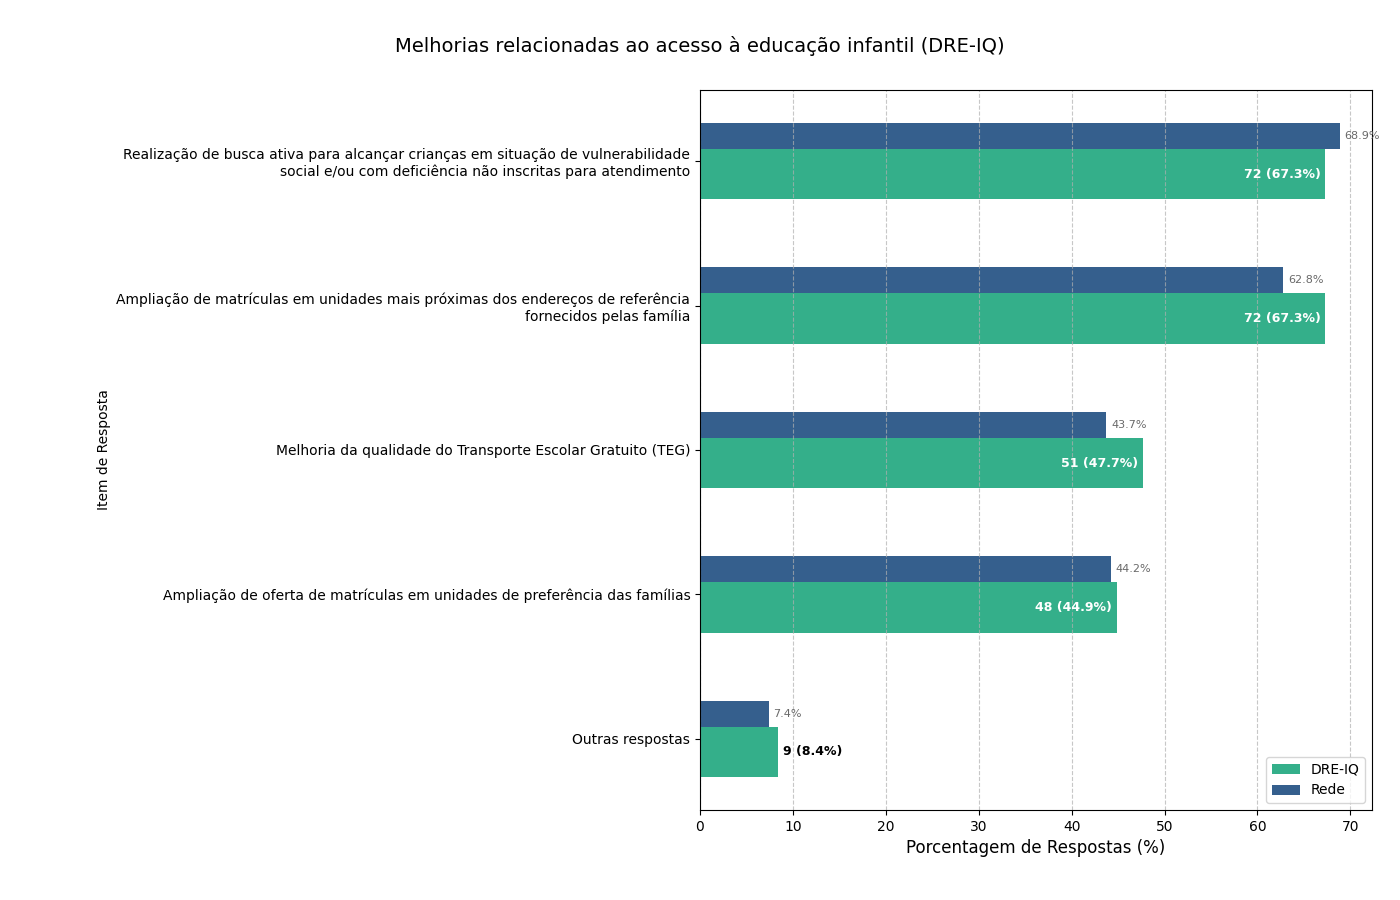 Melhorias relacionadas ao acesso à educação infantil (DRE-IQ)
Realização de busca ativa para alcançar crianças em situação de vulnerabilidade
social e/ou com deficiência não inscritas para atendimento
68.9%
72 (67.3%)
Ampliação de matrículas em unidades mais próximas dos endereços de referência
fornecidos pelas família
62.8%
72 (67.3%)
Melhoria da qualidade do Transporte Escolar Gratuito (TEG)
43.7%
51 (47.7%)
Ampliação de oferta de matrículas em unidades de preferência das famílias
44.2%
48 (44.9%)
Outras respostas
7.4%
9 (8.4%)
Item de Resposta
DRE-IQ
Rede
0 10 20 30 40 50 60 70
Porcentagem de Respostas (%)